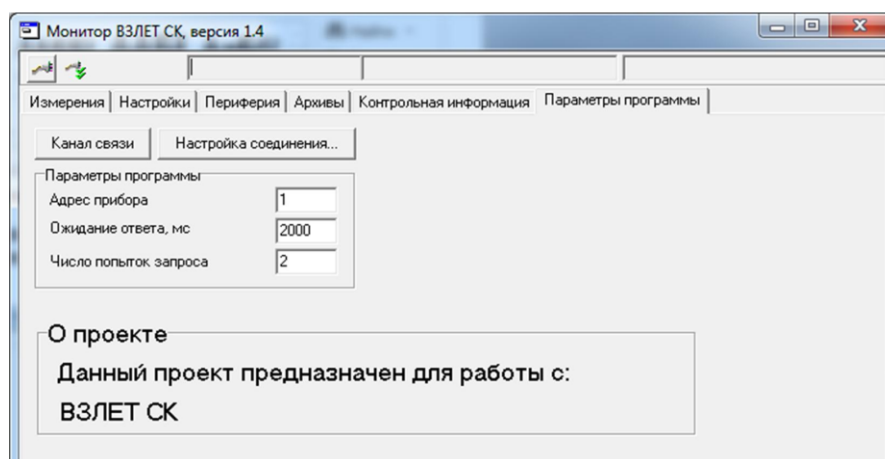 Монитор ВЗЛЕТ СК, версия 1.4
Измерения Настройки Периферия Архивы Контрольная информация Параметры программы
Канал связи Настройка соединения...
Параметры программы
Адрес прибора 1
Ожидание ответа, мс 2000
Число попыток запроса 2
О проекте
Данный проект предназначен для работы с:
ВЗЛЕТ СК